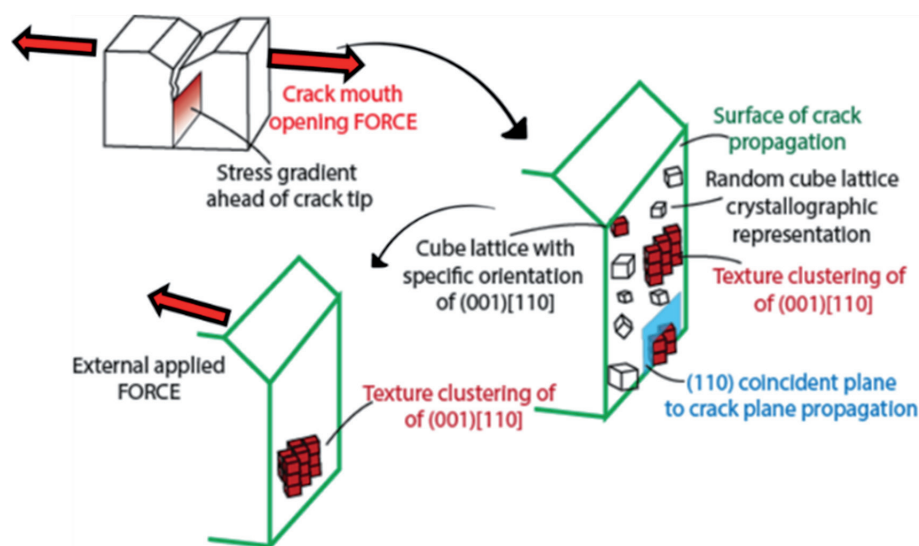 Crack mouth
opening FORCE
Stress gradient
ahead of crack tip
Surface of crack
propagation
Random cube lattice
crystallographic
representation
Cube lattice with
specific orientation
of (001)[110]
Texture clustering of
of (001)[110]
(110) coincident plane
to crack plane propagation
External applied
FORCE
Texture clustering of
of (001)[110]